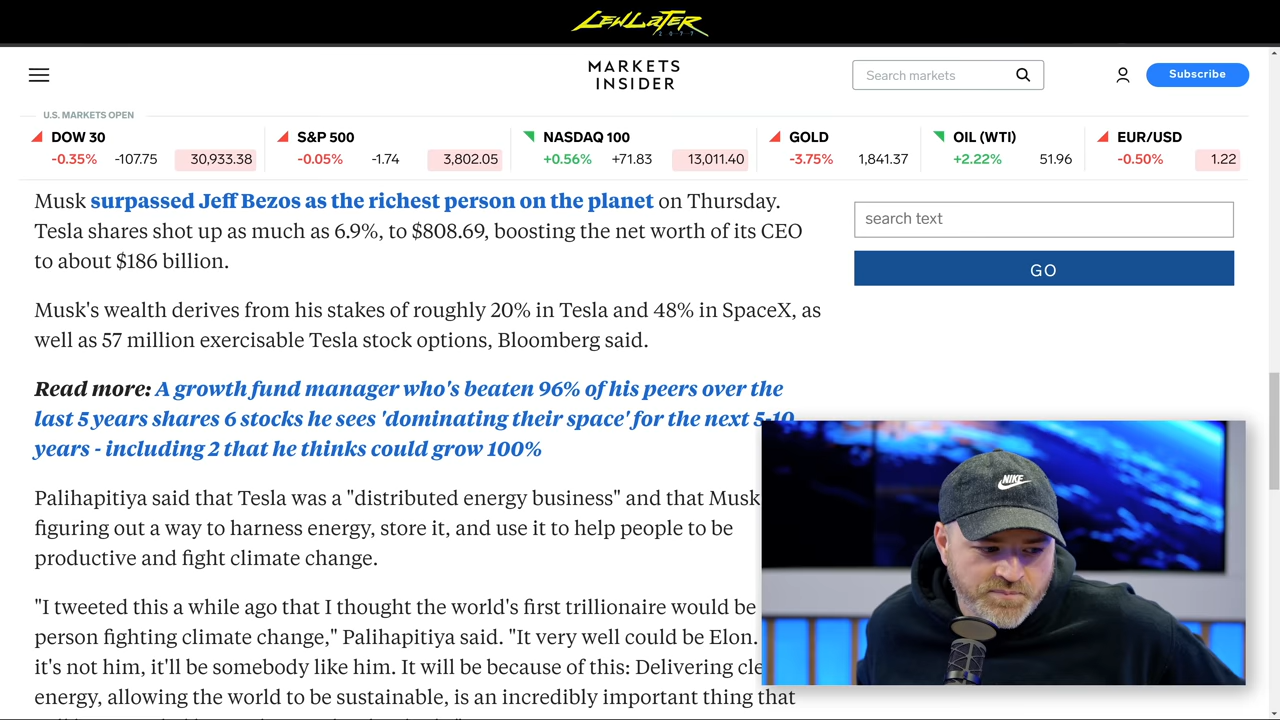 LEWLATER
2077
MARKETS
INSIDER
Search markets
Subscribe
U.S. MARKETS OPEN
DOW 30
-0.35% -107.75 30,933.38
S&P 500
-0.05% -1.74 3,802.05
NASDAQ 100
+0.56% +71.83 13,011.40
GOLD
-3.75% 1,841.37
OIL (WTI)
+2.22% 51.96
EUR/USD
-0.50% 1.22
Musk surpassed Jeff Bezos as the richest person on the planet on Thursday.
Tesla shares shot up as much as 6.9%, to $808.69, boosting the net worth of its CEO
to about $186 billion.
Musk's wealth derives from his stakes of roughly 20% in Tesla and 48% in SpaceX, as
well as 57 million exercisable Tesla stock options, Bloomberg said.
Read more: A growth fund manager who's beaten 96% of his peers over the
last 5 years shares 6 stocks he sees 'dominating their space' for the next 5-10
years - including 2 that he thinks could grow 100%
Palihapitiya said that Tesla was a "distributed energy business" and that Musk
figuring out a way to harness energy, store it, and use it to help people to be
productive and fight climate change.
"I tweeted this a while ago that I thought the world's first trillionaire would be
person fighting climate change," Palihapitiya said. "It very well could be Elon.
it's not him, it'll be somebody like him. It will be because of this: Delivering cle
energy, allowing the world to be sustainable, is an incredibly important thing that
search text
GO
NIKE